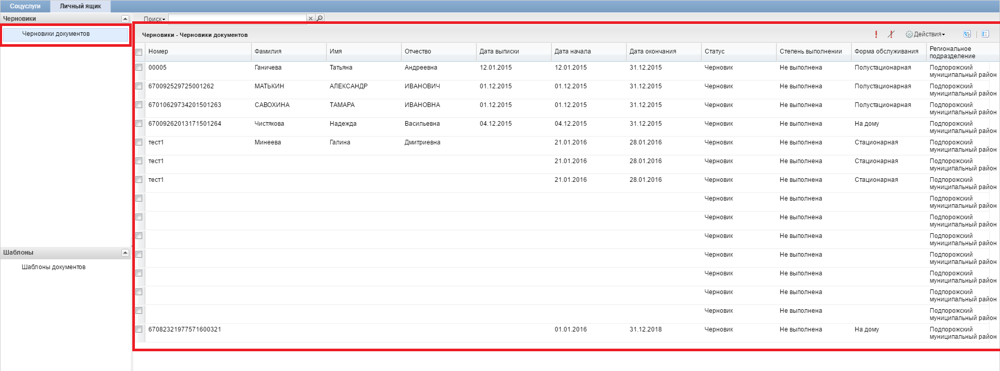 Соцуслуги Личный ящик
Черновики
Поиск
Черновики документов
Черновики - Черновики документов
Действия
Номер Фамилия Имя Отчество Дата выписки Дата начала Дата окончания Статус Степень выполнении Форма обслуживания Региональное
подразделение
00005 Ганичева Татьяна Андреевна 12.01.2015 12.01.2015 31.12.2015 Черновик Не выполнена Полустационарная Подпорожский
муниципальный район
670092529725001262 МАТЬКИН АЛЕКСАНДР ИВАНОВИЧ 01.12.2015 01.12.2015 31.12.2015 Черновик Не выполнена Полустационарная Подпорожский
муниципальный район
67010629734201501263 САВОХИНА ТАМАРА ИВАНОВНА 01.12.2015 01.12.2015 31.12.2015 Черновик Не выполнена Полустационарная Подпорожский
муниципальный район
67009262013171501264 Чистякова Надежда Васильевна 04.12.2015 04.12.2015 31.12.2015 Черновик Не выполнена На дому Подпорожский
муниципальный район
тест1 Минеева Галина Дмитриевна 21.01.2016 28.01.2016 Черновик Не выполнена Стационарная Подпорожский
муниципальный район
тест1 21.01.2016 28.01.2016 Черновик Не выполнена Стационарная Подпорожский
муниципальный район
тест1 21.01.2016 28.01.2016 Черновик Не выполнена Стационарная Подпорожский
муниципальный район
Черновик Не выполнена Подпорожский
муниципальный район
Черновик Не выполнена Подпорожский
муниципальный район
Черновик Не выполнена Подпорожский
муниципальный район
Черновик Не выполнена Подпорожский
муниципальный район
Черновик Не выполнена Подпорожский
муниципальный район
Черновик Не выполнена Подпорожский
муниципальный район
Черновик Не выполнена Подпорожский
муниципальный район
67082321977571600321 01.01.2016 31.12.2018 Черновик Не выполнена На дому Подпорожский
муниципальный район
Шаблоны
Шаблоны документов